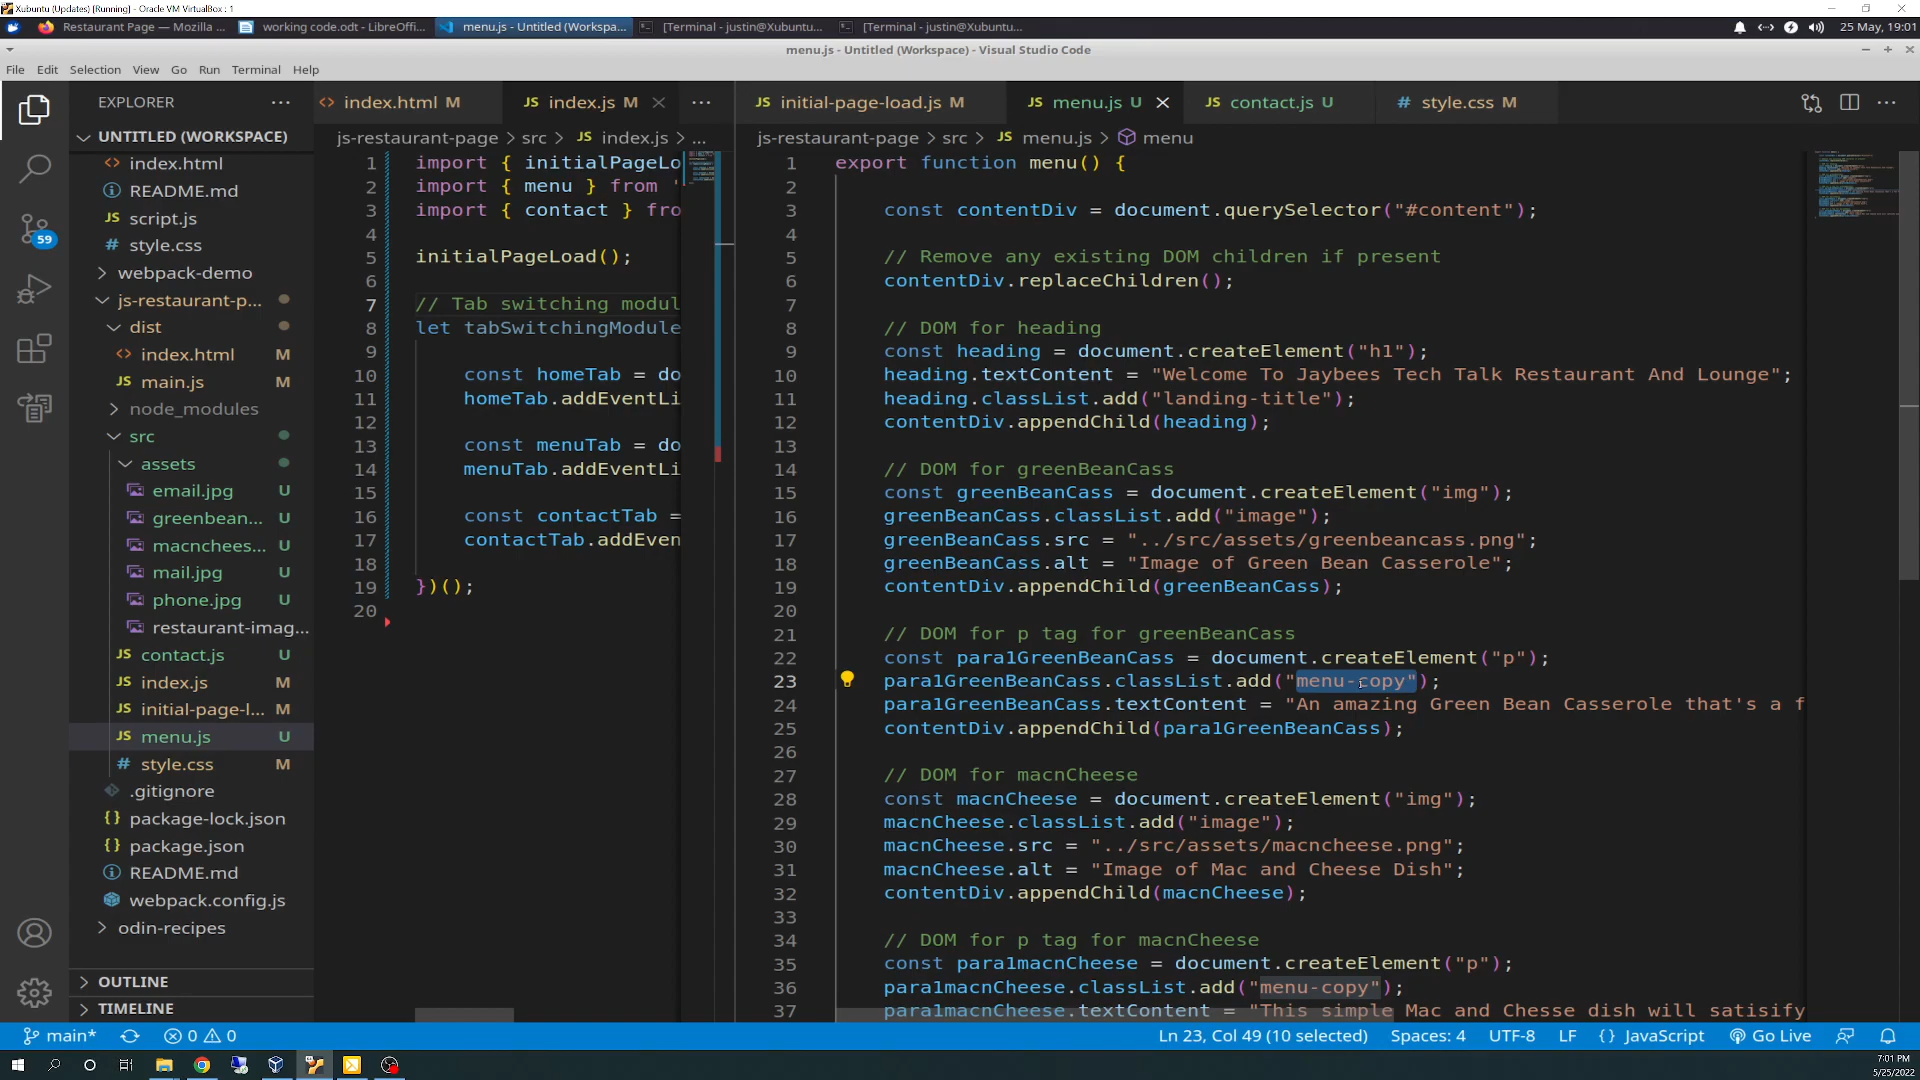 Xubuntu (Updates) [Running] - Oracle VM VirtualBox : 1
Restaurant Page — Mozilla ...
working code.odt - LibreOffi...
menu.js - Untitled (Workspa...
[Terminal - justin@Xubuntu...
[Terminal - justin@Xubuntu...
25 May, 19:01
menu.js - Untitled (Workspace) - Visual Studio Code
File Edit Selection View Go Run Terminal Help
EXPLORER
UNTITLED (WORKSPACE)
index.html
README.md
JS script.js
# style.css
webpack-demo
js-restaurant-p...
dist
index.html M
JS main.js M
node_modules
src
assets
email.jpg U
greenbean... U
macnchees... U
mail.jpg U
phone.jpg U
restaurant-imag...
JS contact.js U
JS index.js M
JS initial-page-l... M
JS menu.js U
# style.css M
.gitignore
{} package-lock.json
{} package.json
README.md
webpack.config.js
odin-recipes
OUTLINE
TIMELINE
59
index.html M
JS index.js M
js-restaurant-page > src > JS index.js > ...
1 import { initialPageLo
2 import { menu } from '
3 import { contact } fro
4
5 initialPageLoad();
6
7 // Tab switching modul
8 let tabSwitchingModule
9
10 const homeTab = do
11 homeTab.addEventLi
12
13 const menuTab = do
14 menuTab.addEventLi
15
16 const contactTab =
17 contactTab.addEven
18
19 })();
20
JS initial-page-load.js M
JS menu.js U
JS contact.js U
# style.css M
js-restaurant-page > src > JS menu.js > menu
1 export function menu() {
2
3 const contentDiv = document.querySelector("#content");
4
5 // Remove any existing DOM children if present
6 contentDiv.replaceChildren();
7
8 // DOM for heading
9 const heading = document.createElement("h1");
10 heading.textContent = "Welcome To Jaybees Tech Talk Restaurant And Lounge";
11 heading.classList.add("landing-title");
12 contentDiv.appendChild(heading);
13
14 // DOM for greenBeanCass
15 const greenBeanCass = document.createElement("img");
16 greenBeanCass.classList.add("image");
17 greenBeanCass.src = "../src/assets/greenbeancass.png";
18 greenBeanCass.alt = "Image of Green Bean Casserole";
19 contentDiv.appendChild(greenBeanCass);
20
21 // DOM for p tag for greenBeanCass
22 const para1GreenBeanCass = document.createElement("p");
23 para1GreenBeanCass.classList.add("menu-copy");
24 para1GreenBeanCass.textContent = "An amazing Green Bean Casserole that's a f
25 contentDiv.appendChild(para1GreenBeanCass);
26
27 // DOM for macnCheese
28 const macnCheese = document.createElement("img");
29 macnCheese.classList.add("image");
30 macnCheese.src = "../src/assets/macncheese.png";
31 macnCheese.alt = "Image of Mac and Cheese Dish";
32 contentDiv.appendChild(macnCheese);
33
34 // DOM for p tag for macnCheese
35 const para1macnCheese = document.createElement("p");
36 para1macnCheese.classList.add("menu-copy");
37 para1macnCheese.textContent = "This simple Mac and Chesse dish will satisify
main* 0 0 Ln 23, Col 49 (10 selected) Spaces: 4 UTF-8 LF {} JavaScript Go Live
7:01 PM
5/25/2022